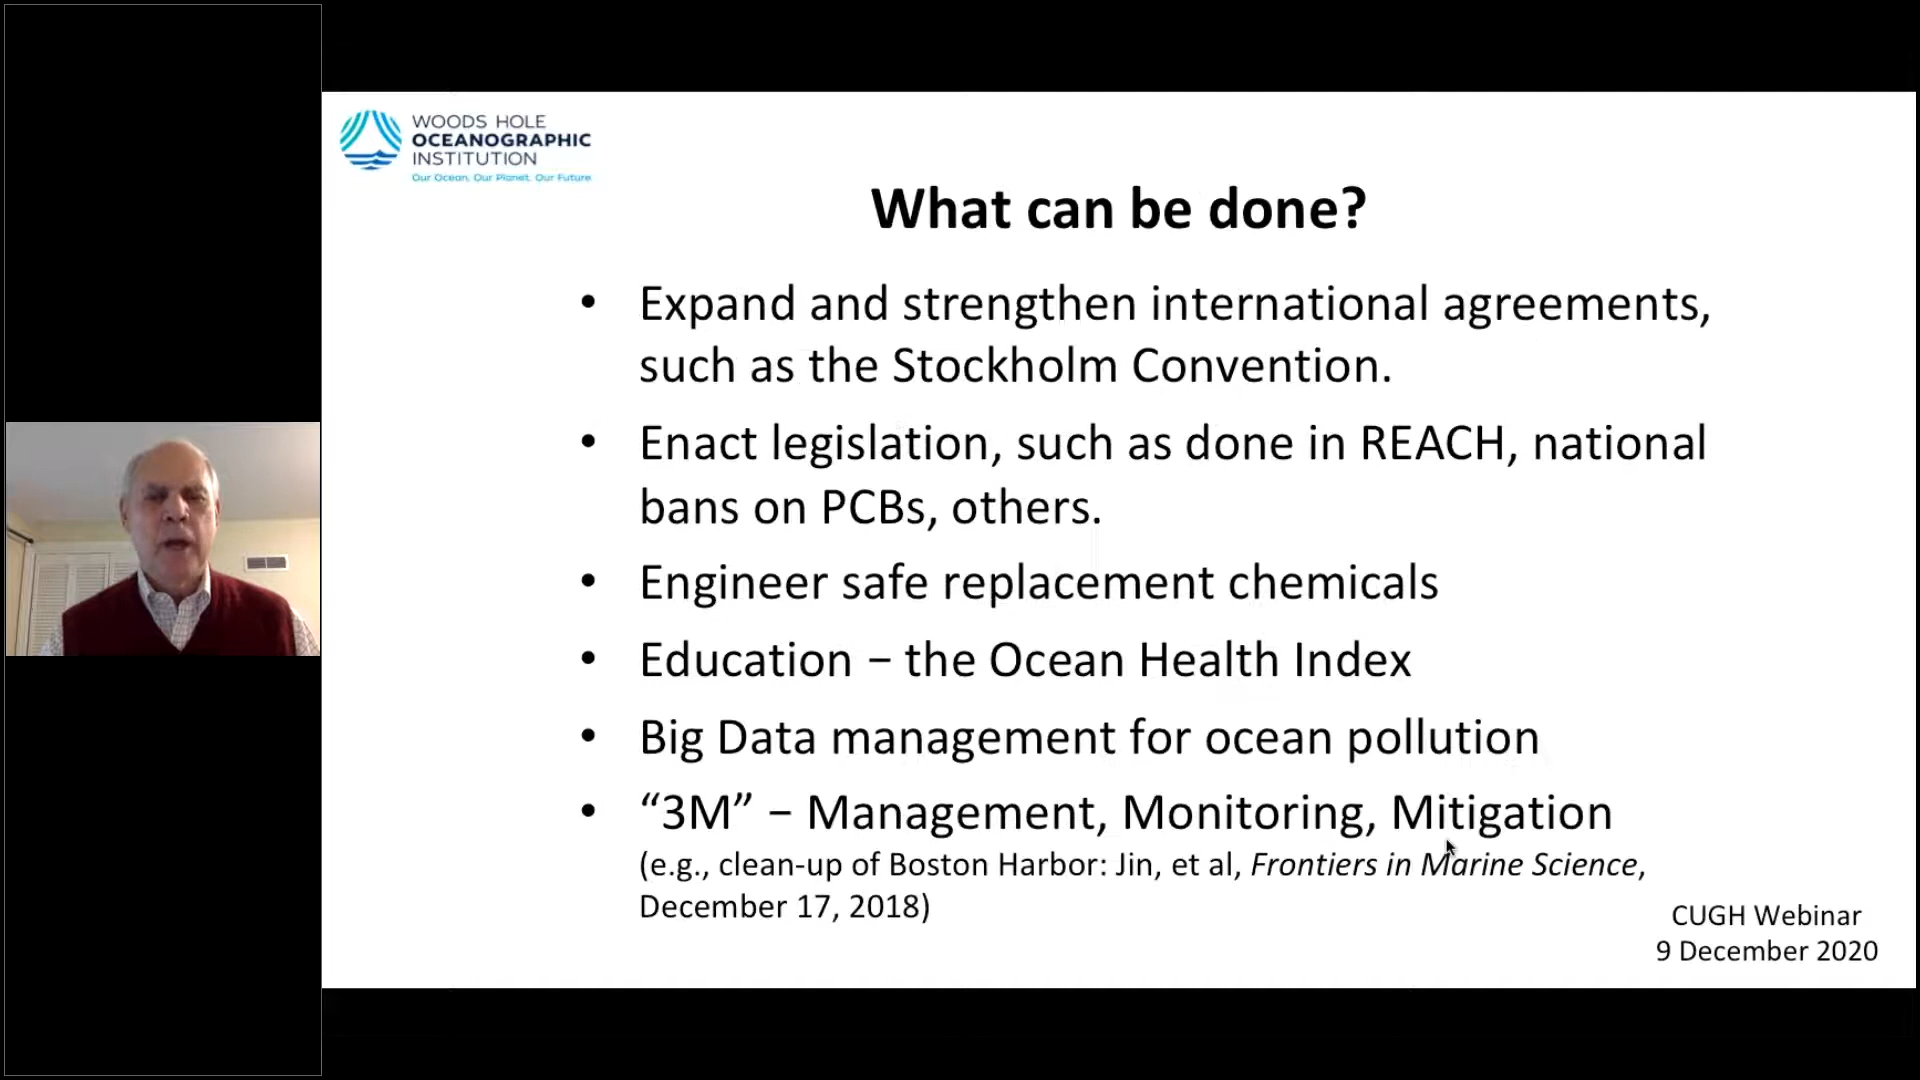 WOODS HOLE
OCEANOGRAPHIC
INSTITUTION
Our Ocean. Our Planet. Our Future
What can be done?
• Expand and strengthen international agreements,
such as the Stockholm Convention.
• Enact legislation, such as done in REACH, national
bans on PCBs, others.
• Engineer safe replacement chemicals
• Education − the Ocean Health Index
• Big Data management for ocean pollution
• “3M” − Management, Monitoring, Mitigation
(e.g., clean-up of Boston Harbor: Jin, et al, Frontiers in Marine Science,
December 17, 2018)
CUGH Webinar
9 December 2020